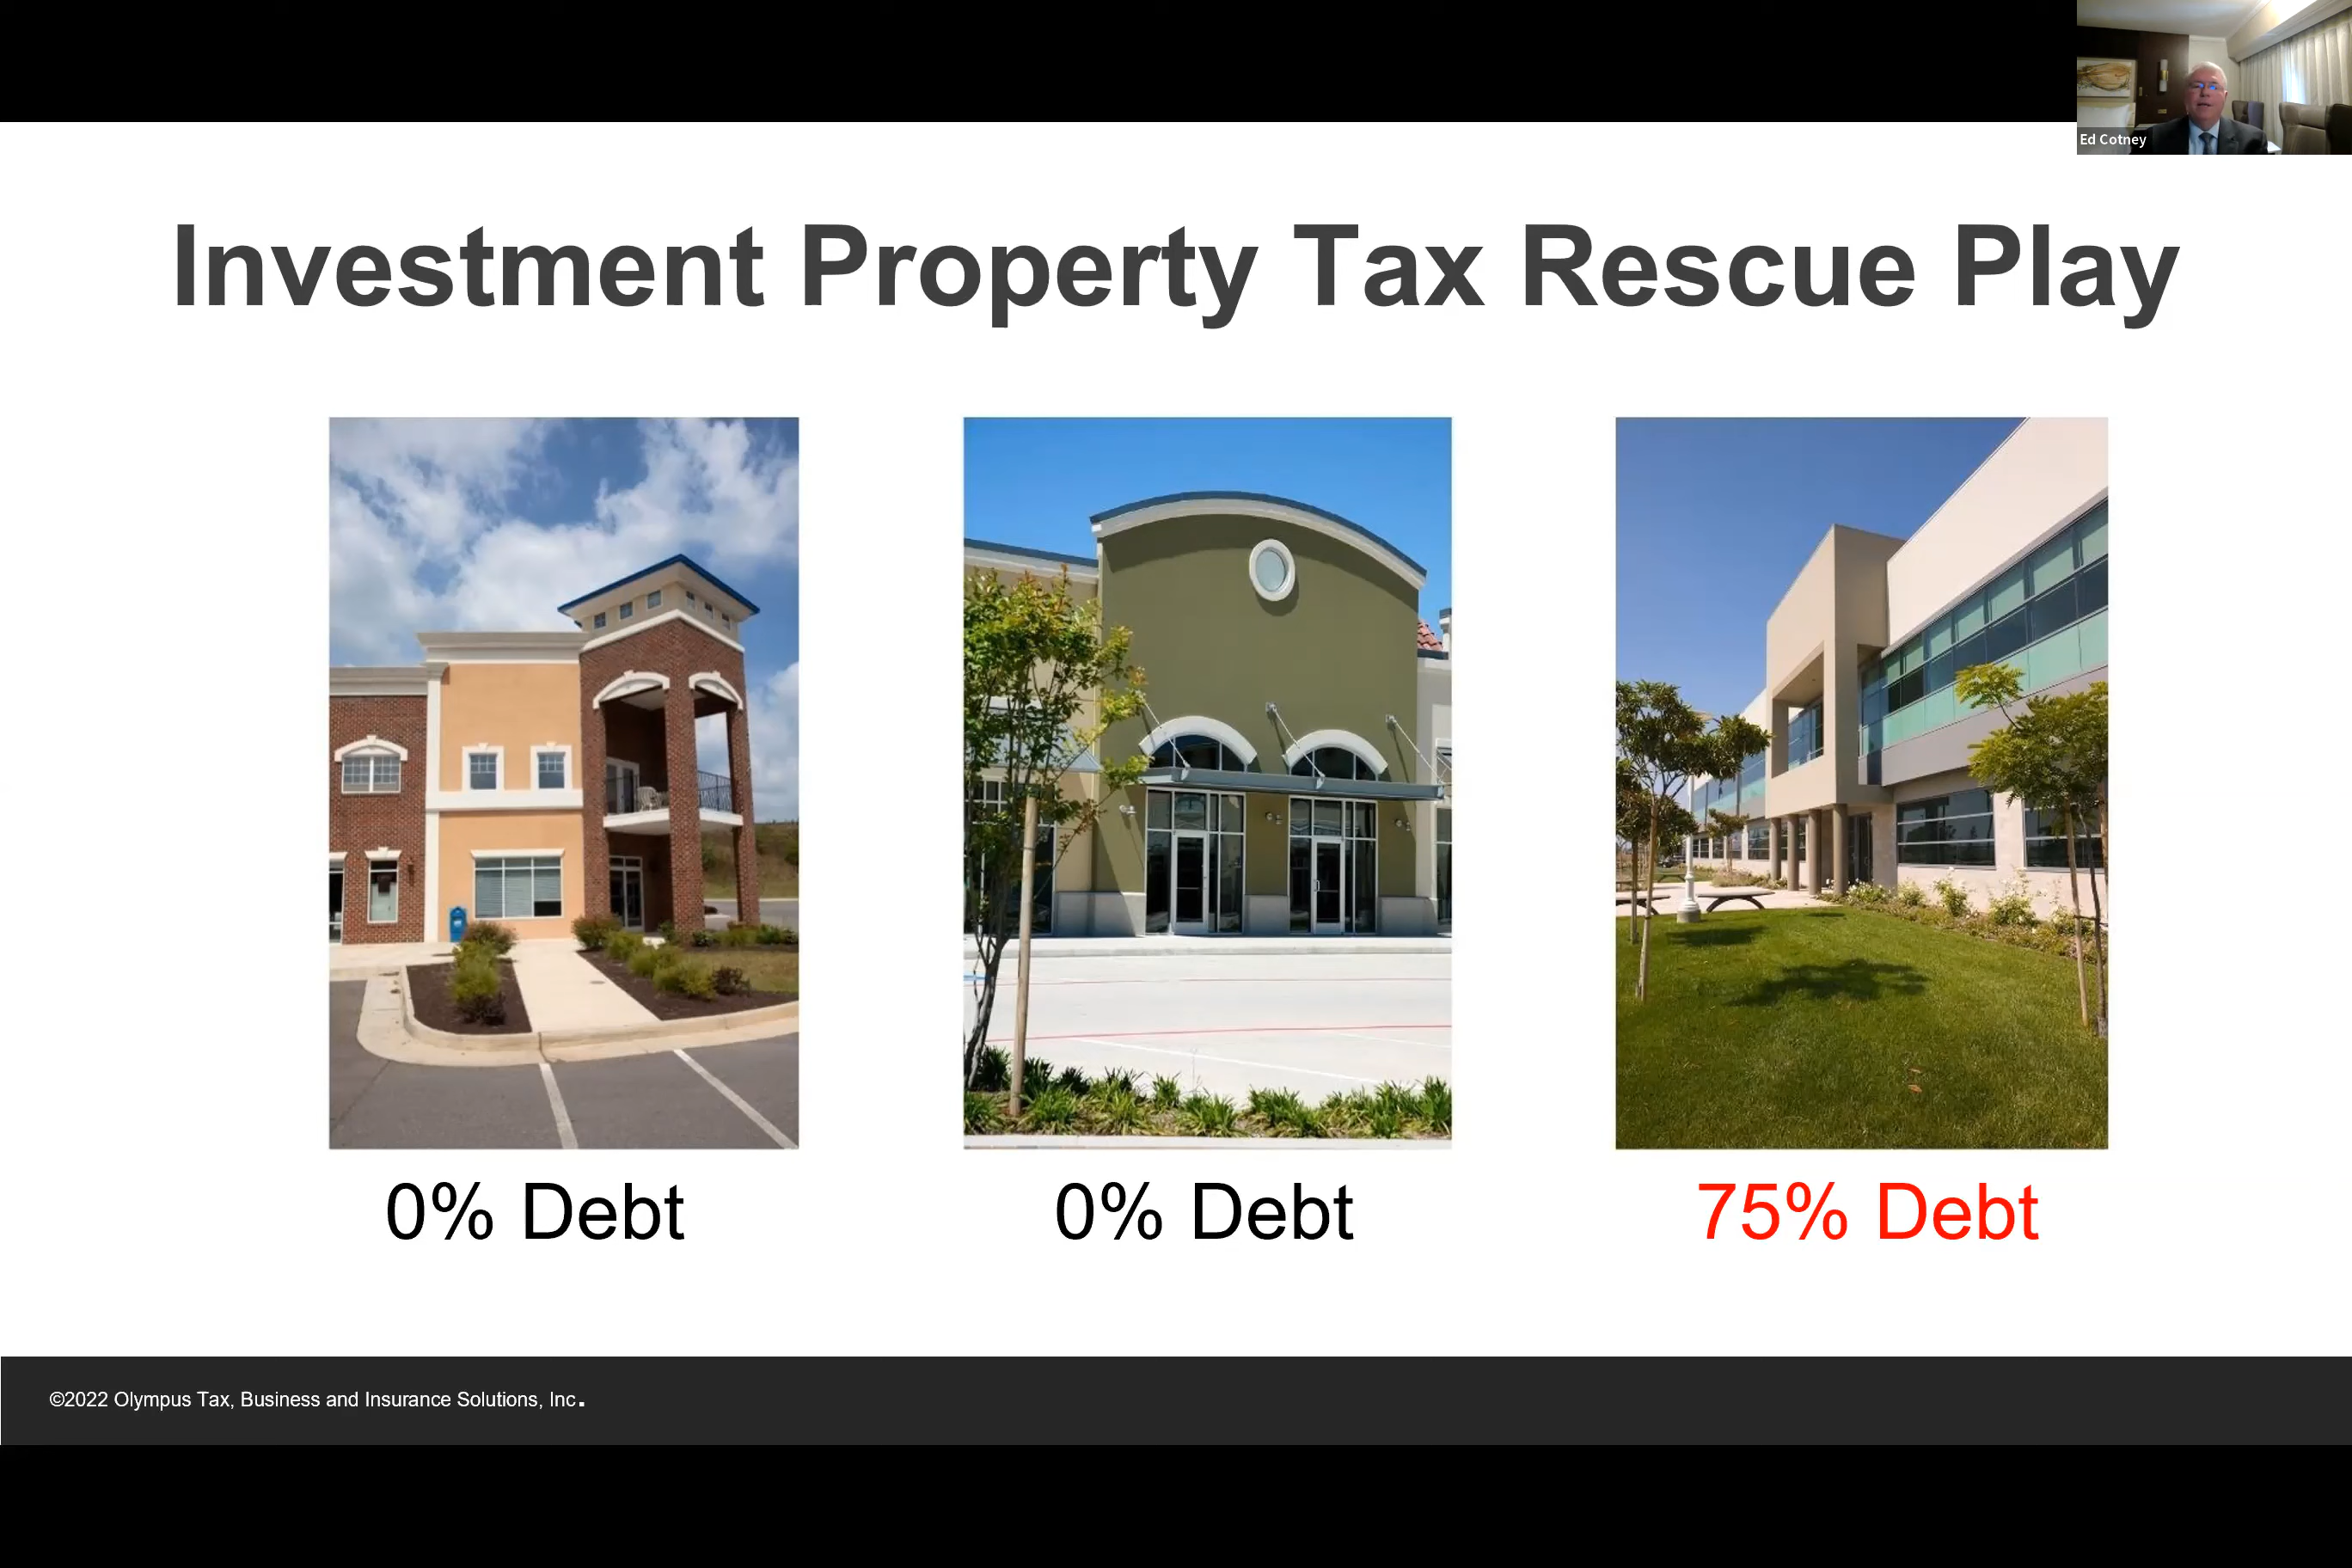 Ed Cotney
Investment Property Tax Rescue Play
0% Debt
0% Debt
75% Debt
©2022 Olympus Tax, Business and Insurance Solutions, Inc.